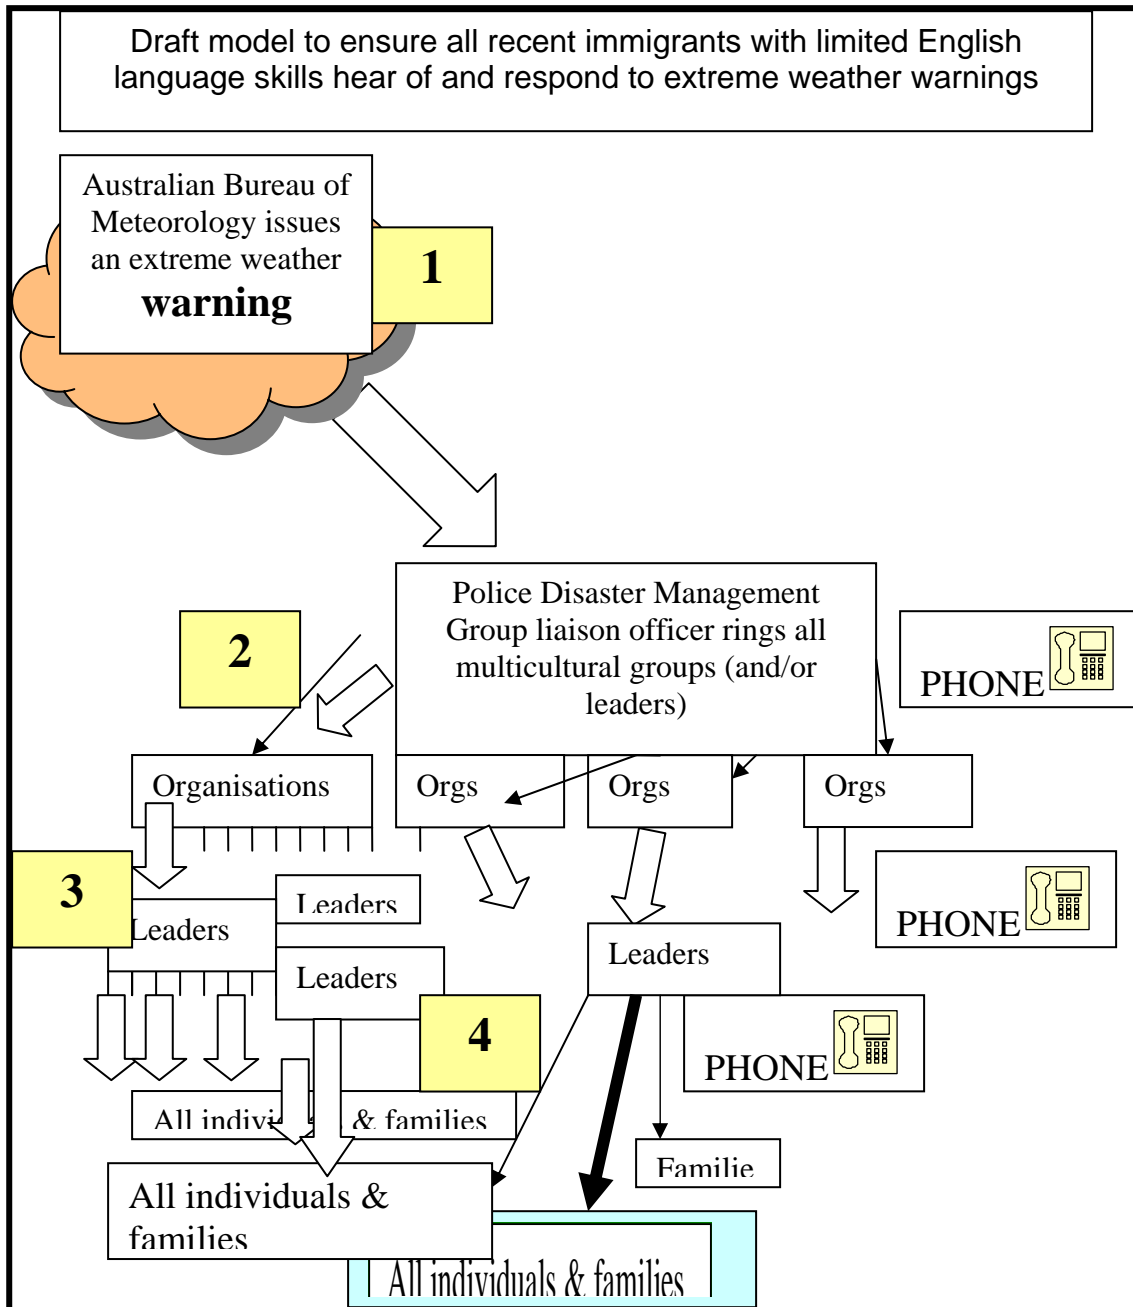 Draft model to ensure all recent immigrants with limited English
language skills hear of and respond to extreme weather warnings
Australian Bureau of
Meteorology issues
an extreme weather
warning
1
Police Disaster Management
Group liaison officer rings all
multicultural groups (and/or
leaders)
2
PHONE
Organisations
Orgs
Orgs
Orgs
3
Leaders
Leaders
Leaders
Leaders
PHONE
4
PHONE
All individuals & families
Familie
All individuals &
families
All individuals & families